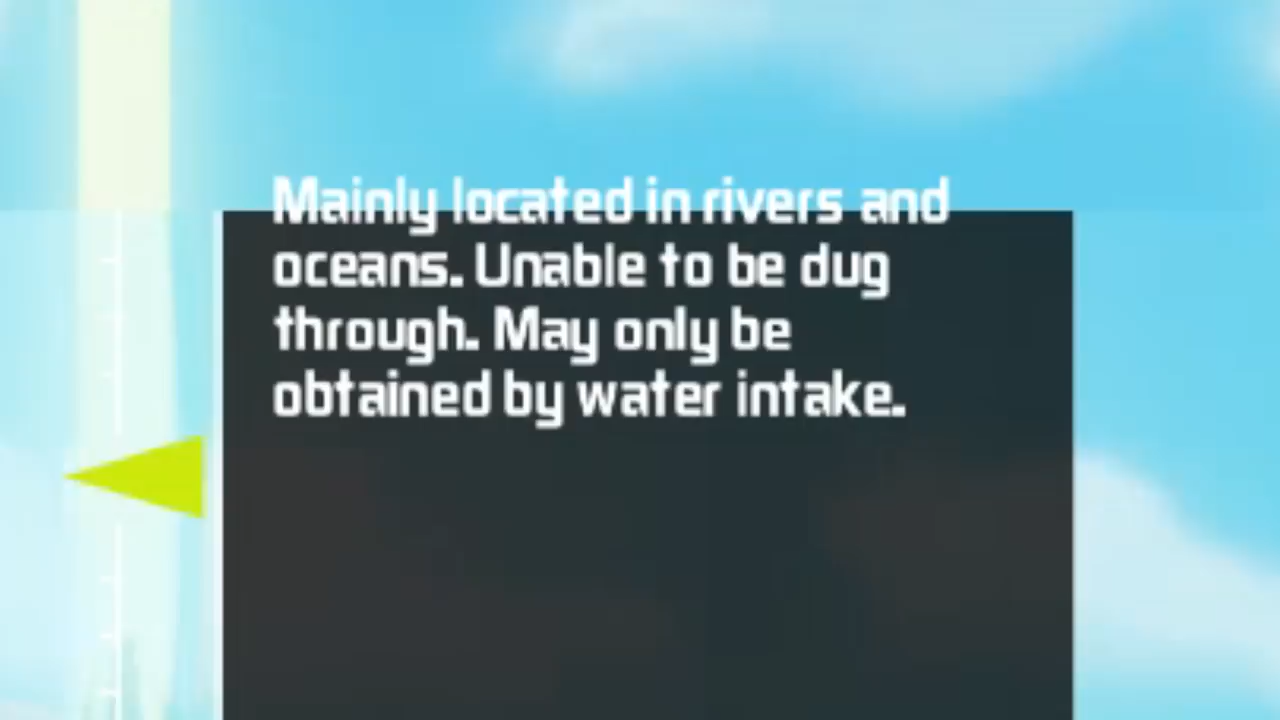 Mainly located in rivers and
oceans. Unable to be dug
through. May only be
obtained by water intake.